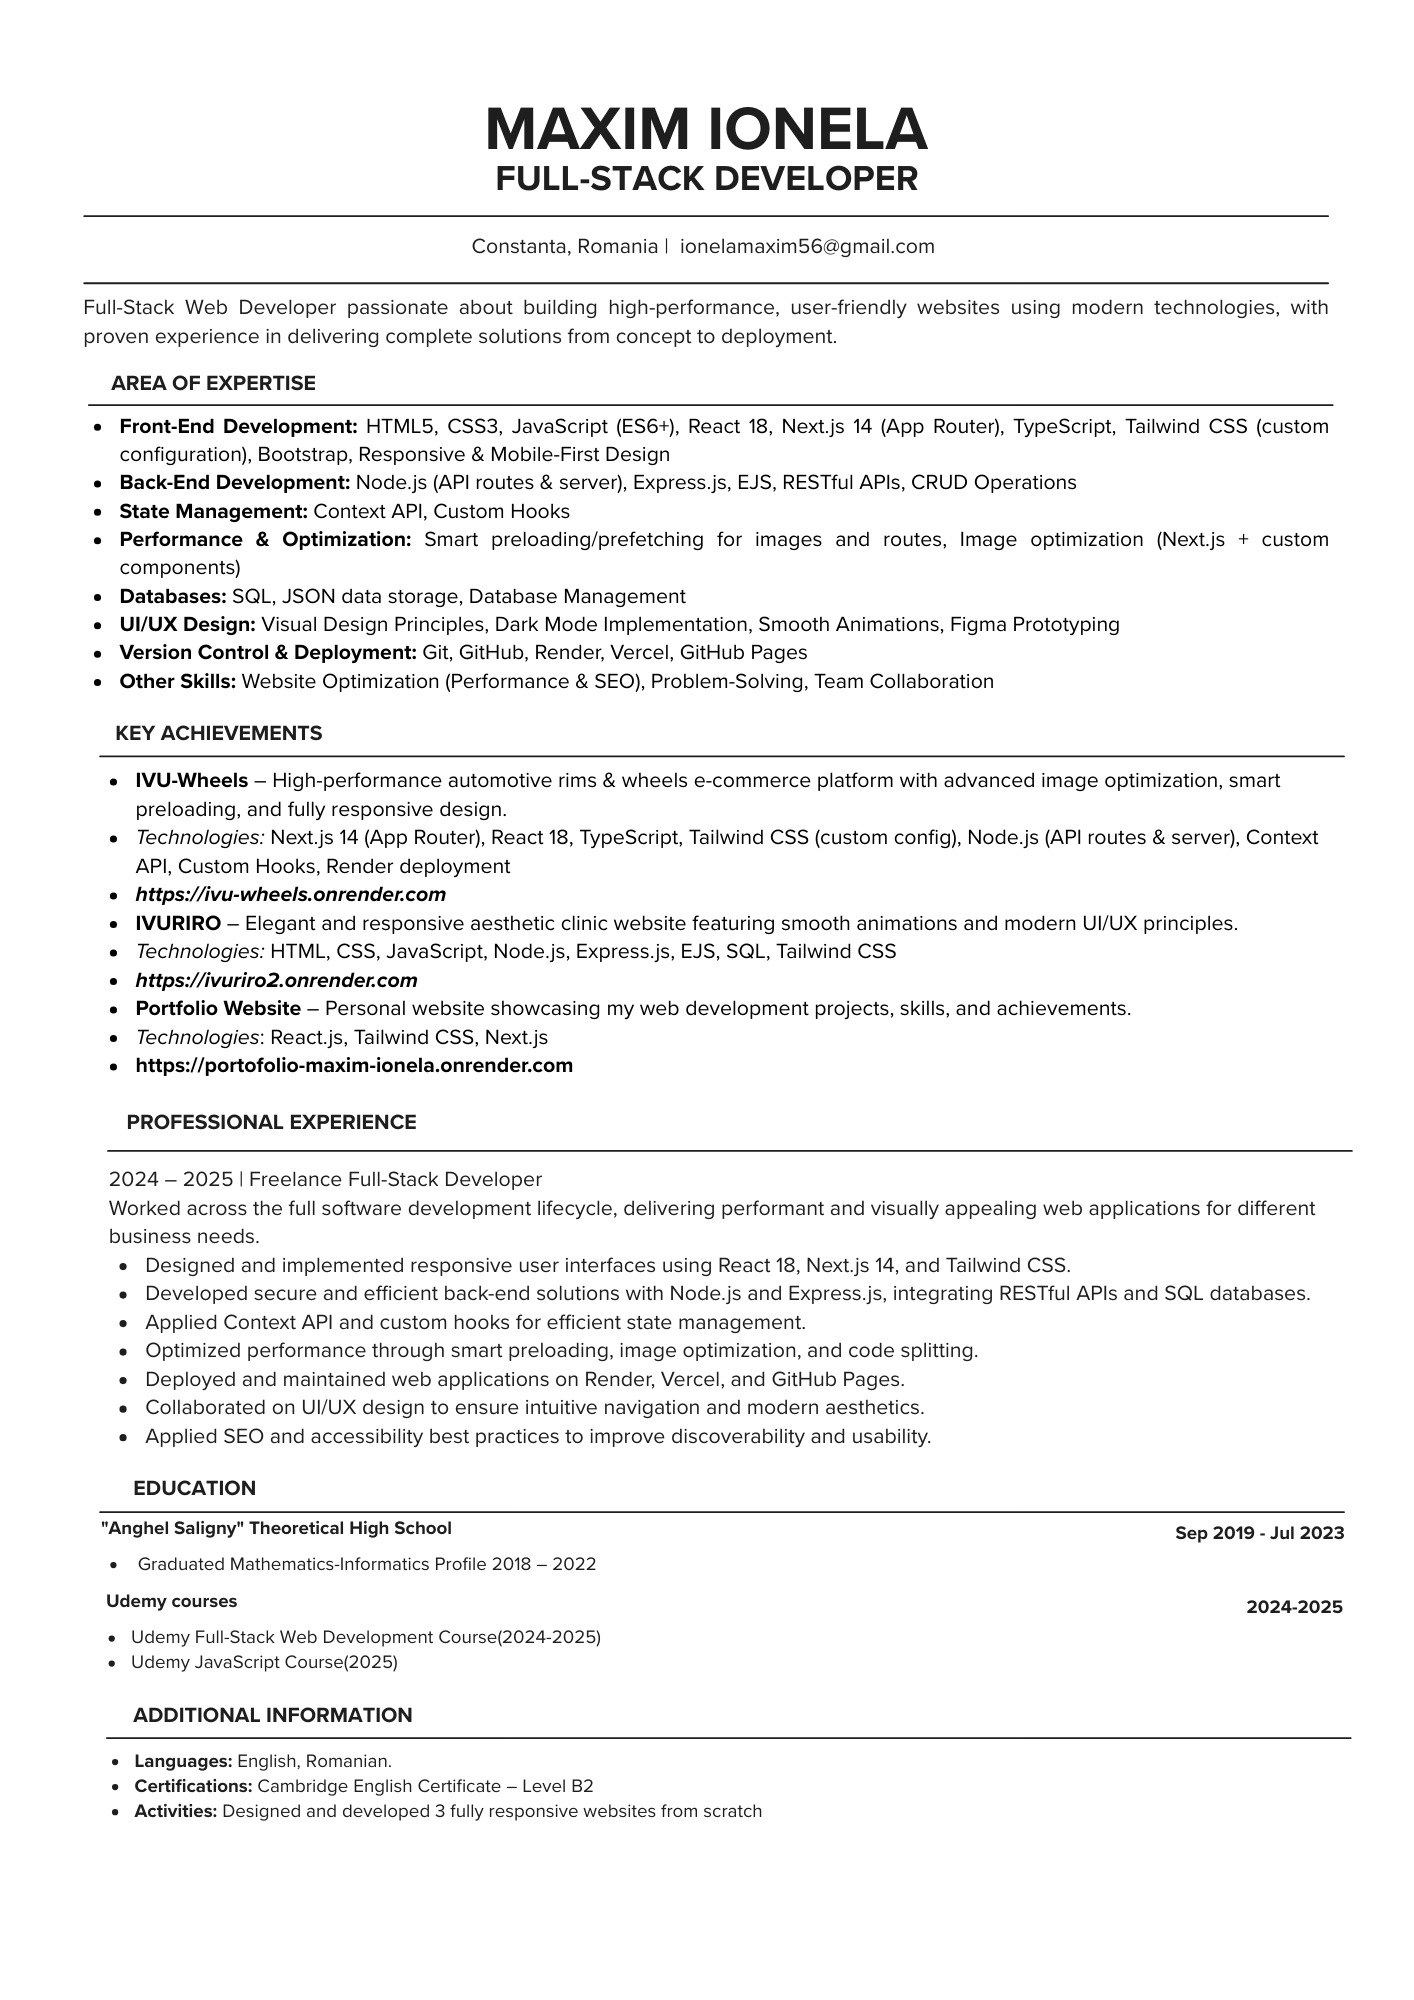 MAXIM IONELA
FULL-STACK DEVELOPER
Constanta, Romania | ionelamaxim56@gmail.com
Full-Stack Web Developer passionate about building high-performance, user-friendly websites using modern technologies, with
proven experience in delivering complete solutions from concept to deployment.
AREA OF EXPERTISE
• Front-End Development: HTML5, CSS3, JavaScript (ES6+), React 18, Next.js 14 (App Router), TypeScript, Tailwind CSS (custom
configuration), Bootstrap, Responsive & Mobile-First Design
• Back-End Development: Node.js (API routes & server), Express.js, EJS, RESTful APIs, CRUD Operations
• State Management: Context API, Custom Hooks
• Performance & Optimization: Smart preloading/prefetching for images and routes, Image optimization (Next.js + custom
components)
• Databases: SQL, JSON data storage, Database Management
• UI/UX Design: Visual Design Principles, Dark Mode Implementation, Smooth Animations, Figma Prototyping
• Version Control & Deployment: Git, GitHub, Render, Vercel, GitHub Pages
• Other Skills: Website Optimization (Performance & SEO), Problem-Solving, Team Collaboration
KEY ACHIEVEMENTS
• IVU-Wheels – High-performance automotive rims & wheels e-commerce platform with advanced image optimization, smart
preloading, and fully responsive design.
• Technologies: Next.js 14 (App Router), React 18, TypeScript, Tailwind CSS (custom config), Node.js (API routes & server), Context
API, Custom Hooks, Render deployment
• https://ivu-wheels.onrender.com
• IVURIRO – Elegant and responsive aesthetic clinic website featuring smooth animations and modern UI/UX principles.
• Technologies: HTML, CSS, JavaScript, Node.js, Express.js, EJS, SQL, Tailwind CSS
• https://ivuriro2.onrender.com
• Portfolio Website – Personal website showcasing my web development projects, skills, and achievements.
• Technologies: React.js, Tailwind CSS, Next.js
• https://portofolio-maxim-ionela.onrender.com
PROFESSIONAL EXPERIENCE
2024 – 2025 | Freelance Full-Stack Developer
Worked across the full software development lifecycle, delivering performant and visually appealing web applications for different
business needs.
• Designed and implemented responsive user interfaces using React 18, Next.js 14, and Tailwind CSS.
• Developed secure and efficient back-end solutions with Node.js and Express.js, integrating RESTful APIs and SQL databases.
• Applied Context API and custom hooks for efficient state management.
• Optimized performance through smart preloading, image optimization, and code splitting.
• Deployed and maintained web applications on Render, Vercel, and GitHub Pages.
• Collaborated on UI/UX design to ensure intuitive navigation and modern aesthetics.
• Applied SEO and accessibility best practices to improve discoverability and usability.
EDUCATION
"Anghel Saligny" Theoretical High School Sep 2019 - Jul 2023
• Graduated Mathematics-Informatics Profile 2018 – 2022
Udemy courses 2024-2025
• Udemy Full-Stack Web Development Course(2024-2025)
• Udemy JavaScript Course(2025)
ADDITIONAL INFORMATION
• Languages: English, Romanian.
• Certifications: Cambridge English Certificate – Level B2
• Activities: Designed and developed 3 fully responsive websites from scratch